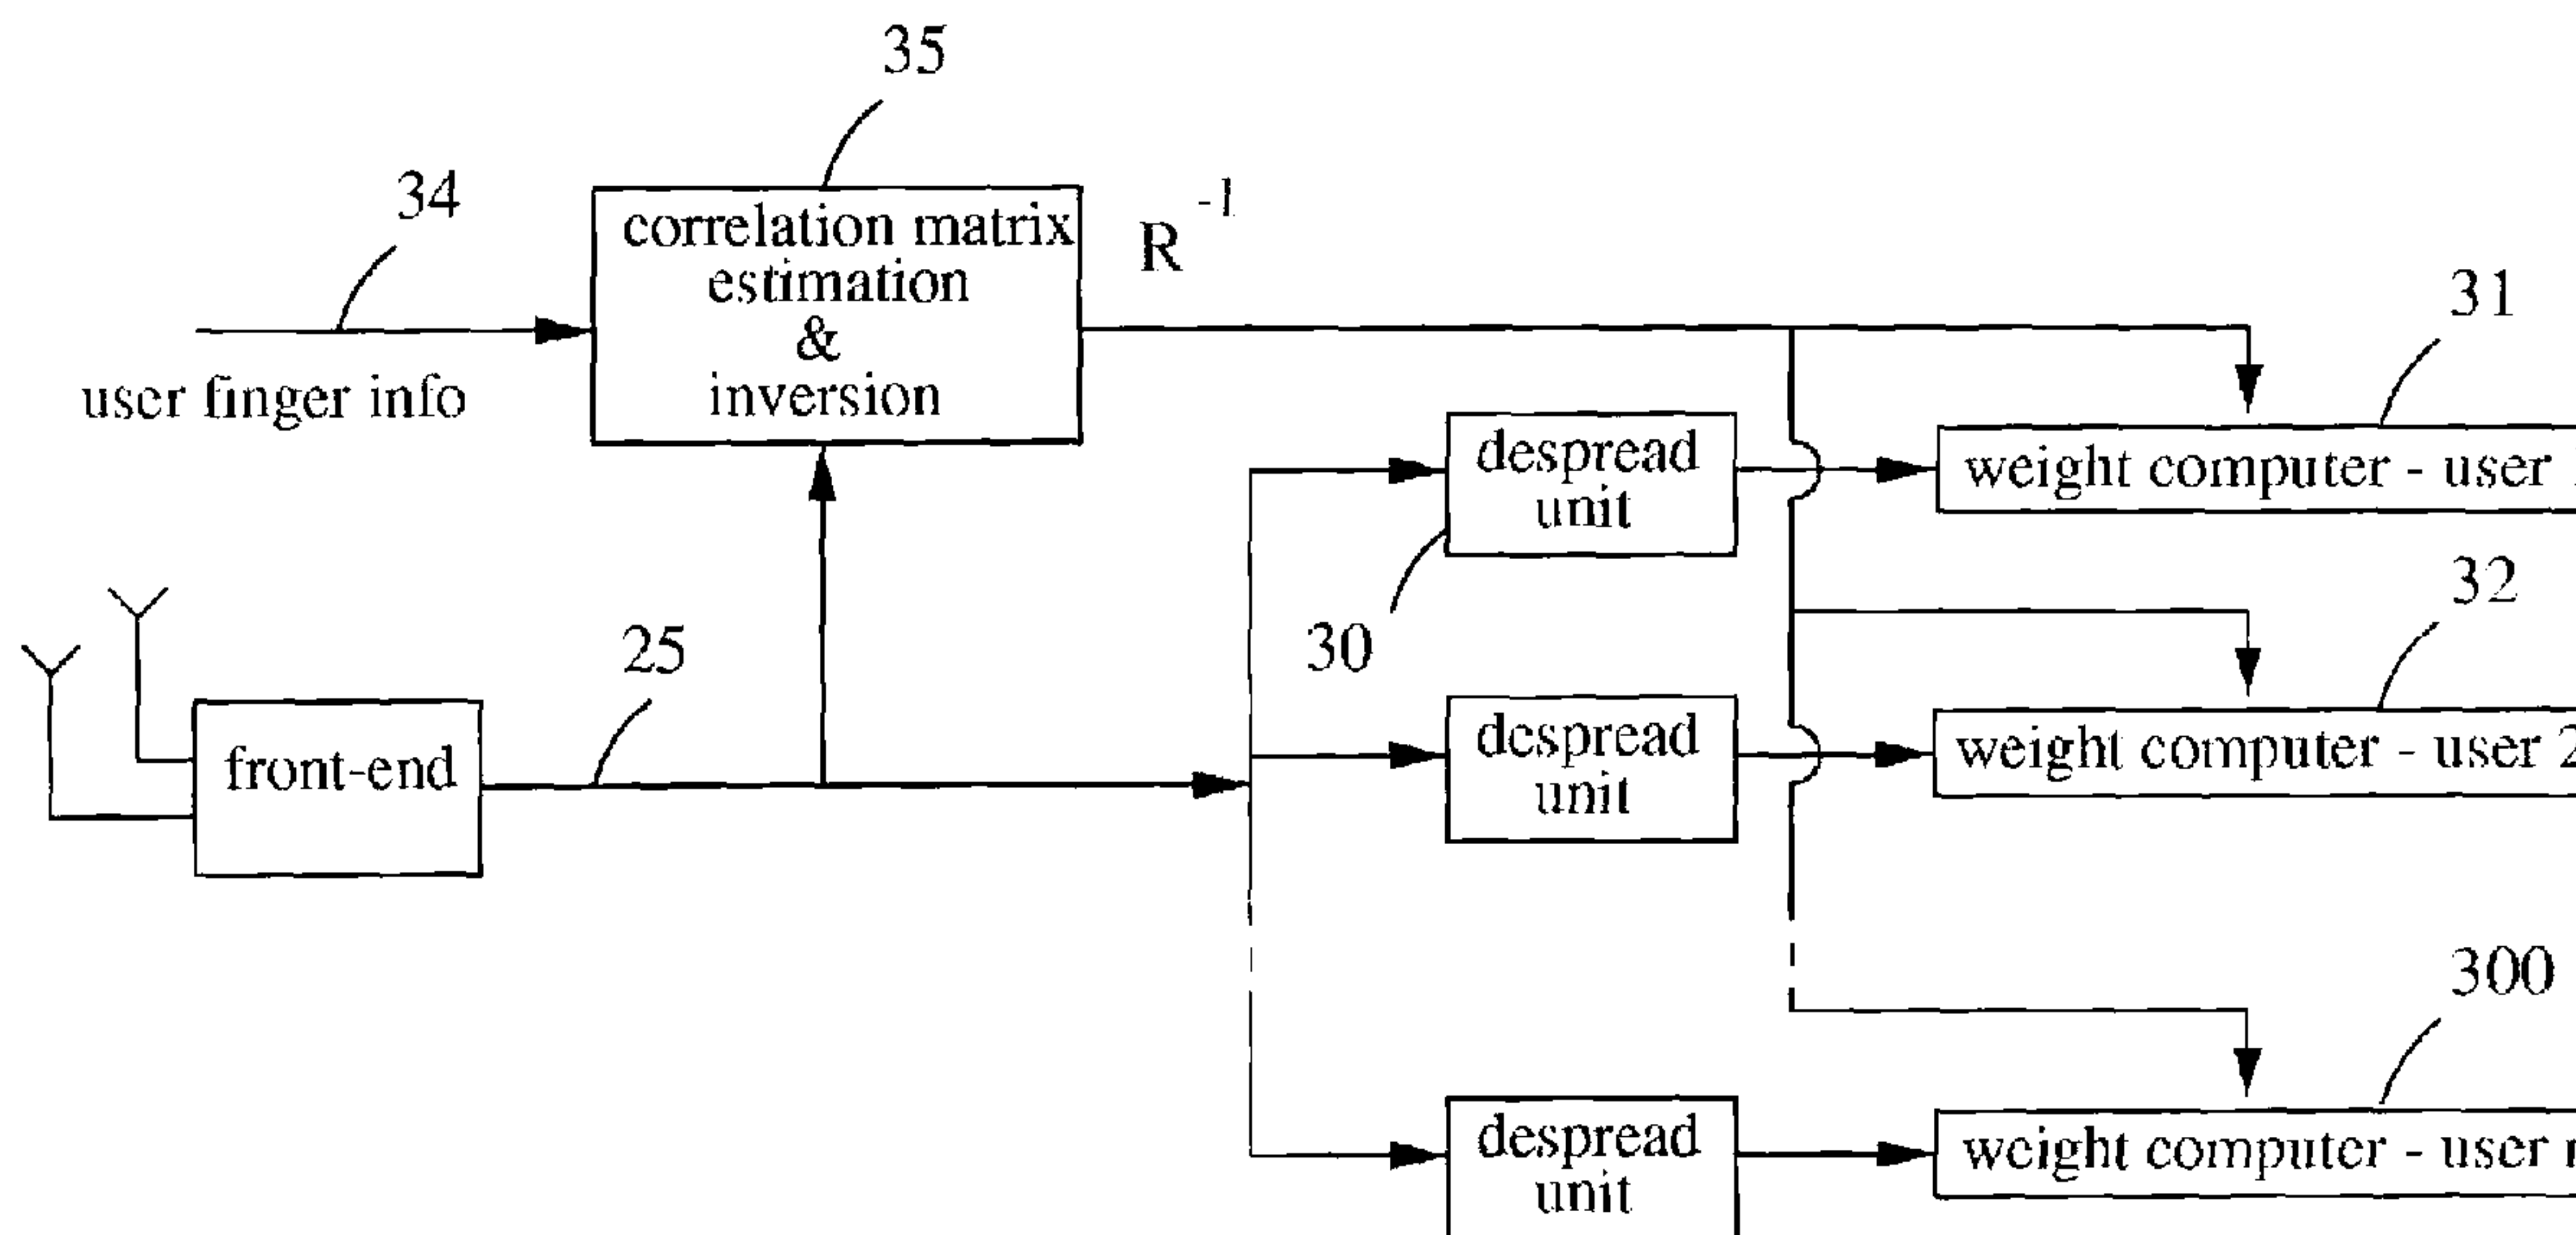 35
34
correlation matrix
estimation
&
inversion
R -1
user finger info
31
despread
unit
weight computer - user
30
32
25
front-end
despread
unit
weight computer - user 2
300
despread
unit
weight computer - user